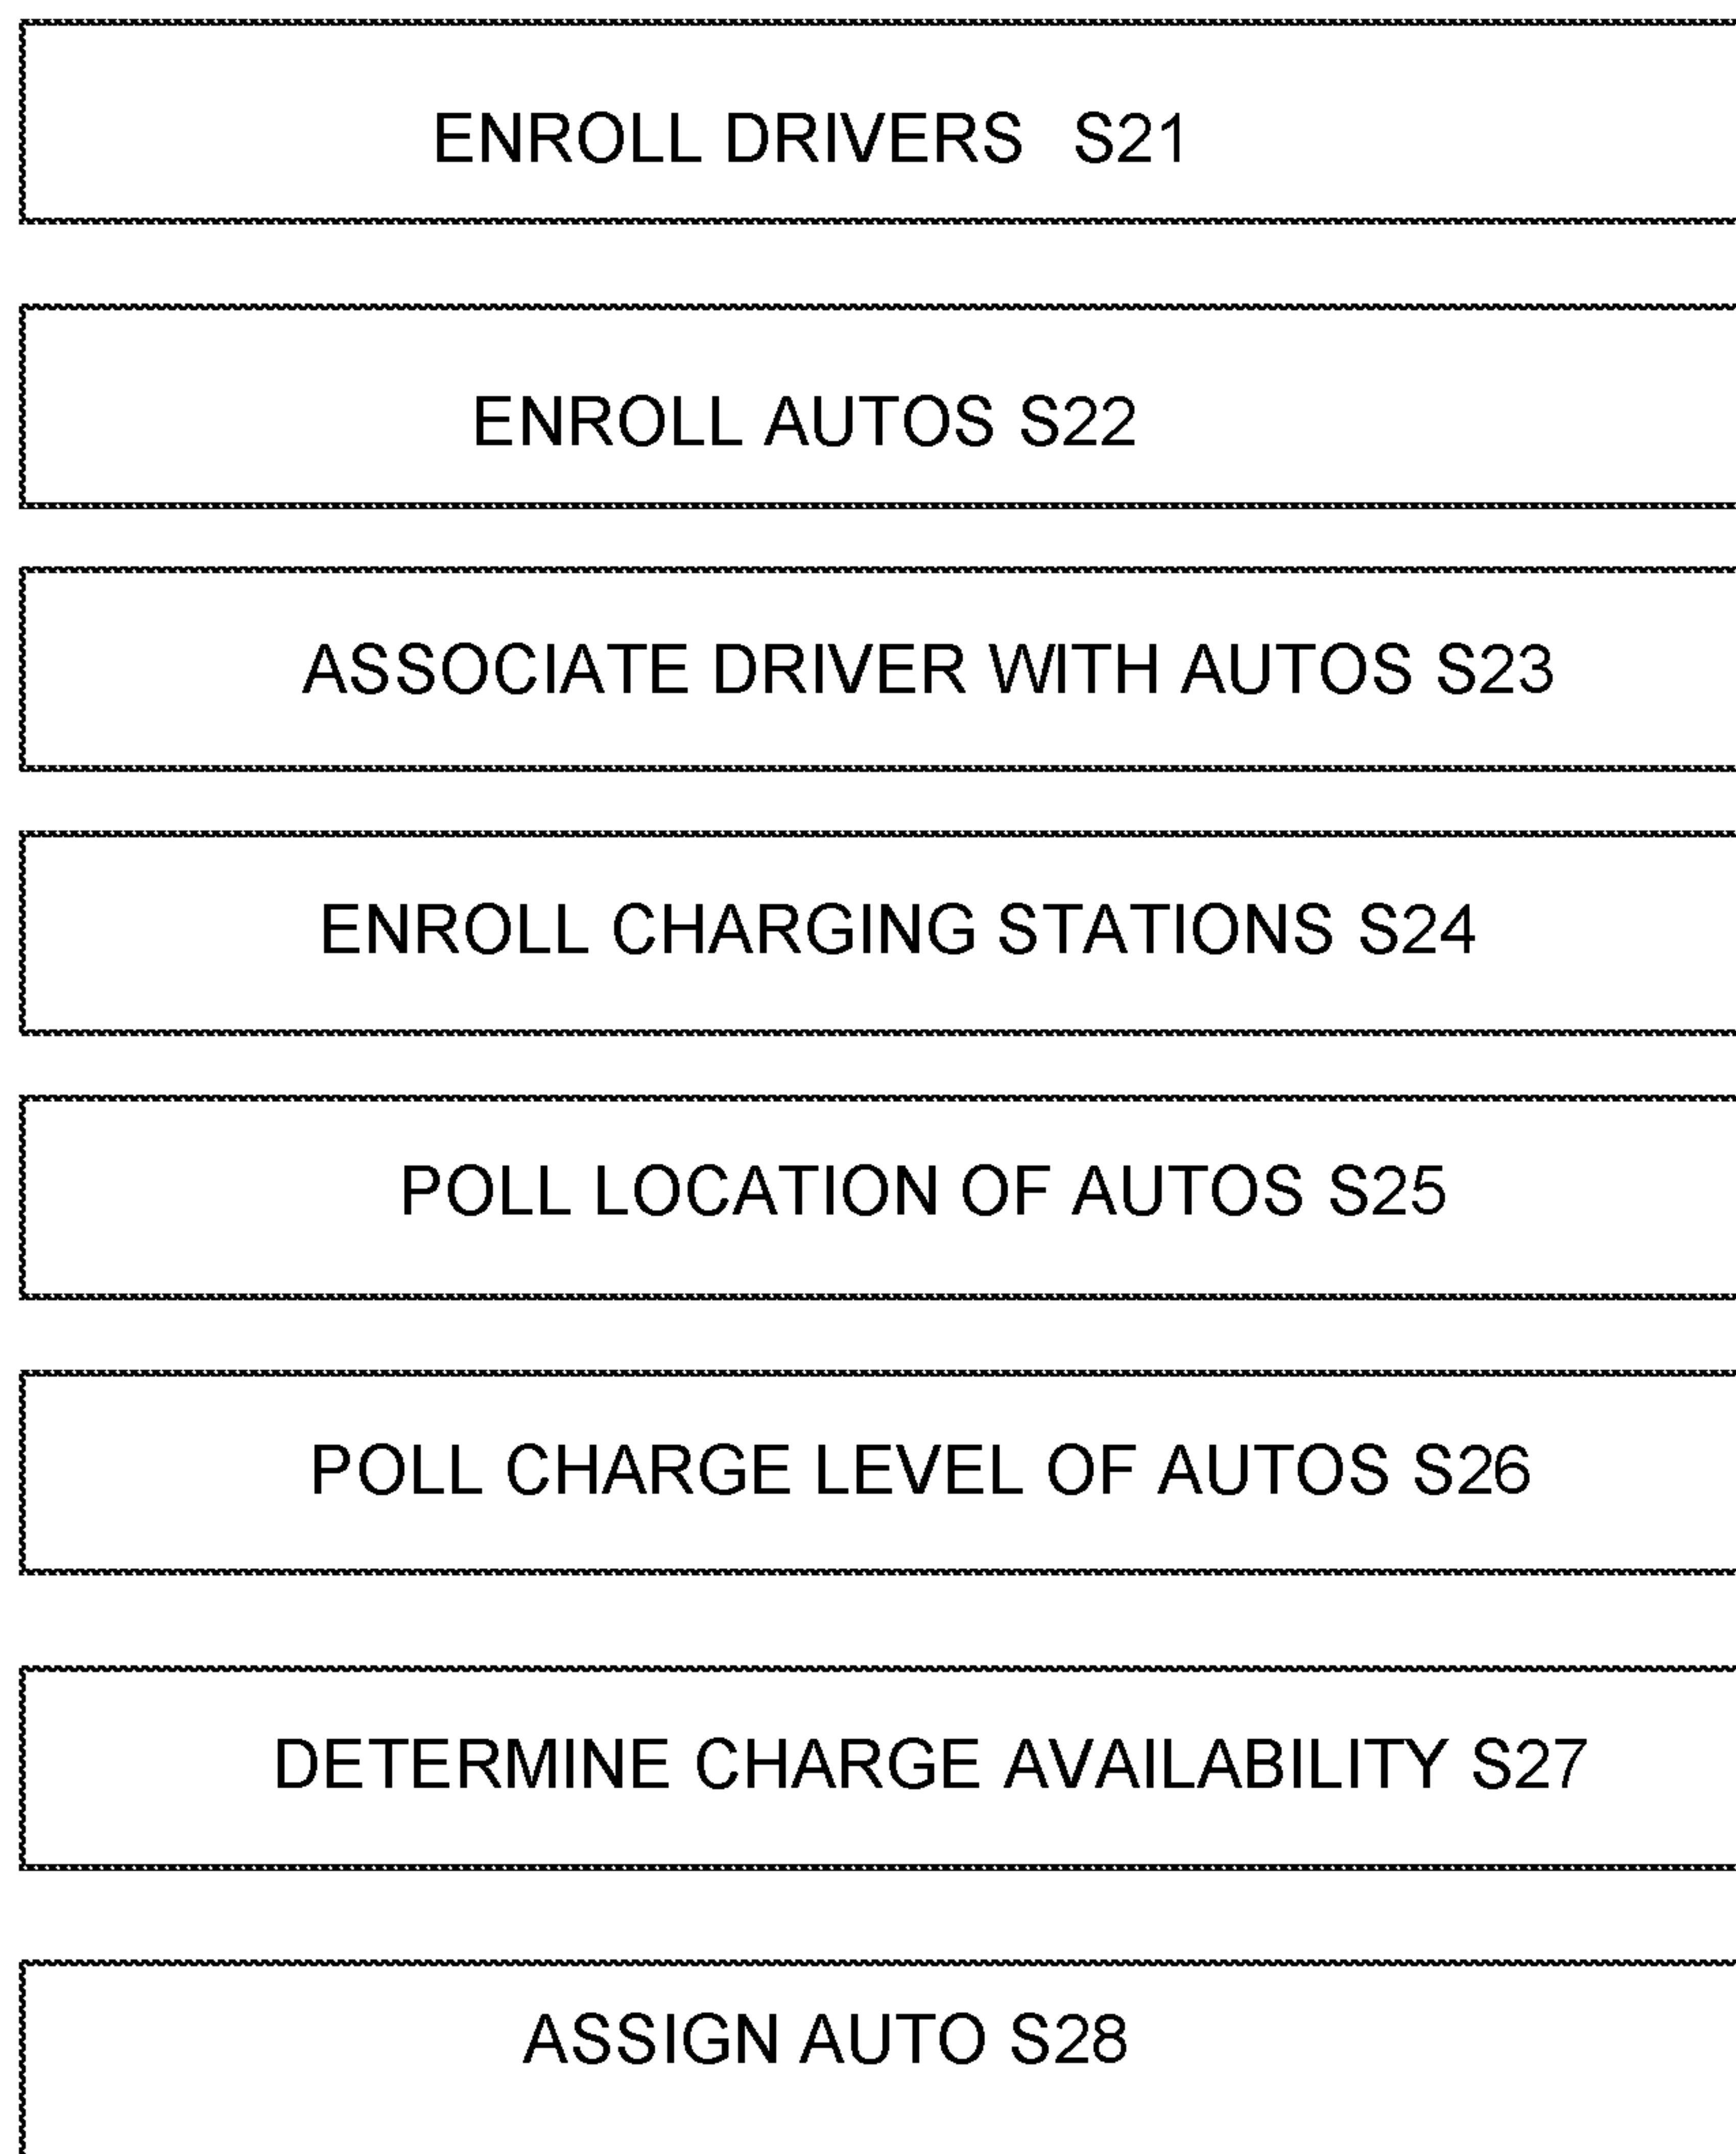 ENROLL DRIVERS S21
ENROLL AUTOS S22
ASSOCIATE DRIVER WITH AUTOS S23
ENROLL CHARGING STATIONS S24
POLL LOCATION OF AUTOS S25
POLL CHARGE LEVEL OF AUTOS S26
DETERMINE CHARGE AVAILABILITY S27
ASSIGN AUTO S28